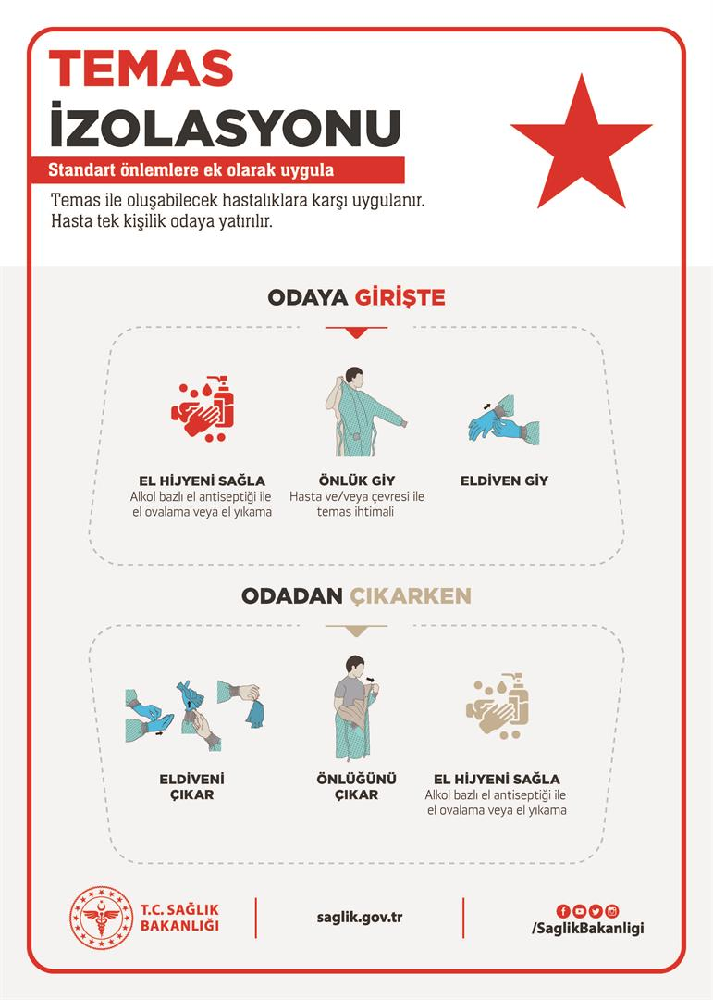 TEMAS
İZOLASYONU
Standart önlemlere ek olarak uygula
Temas ile oluşabilecek hastalıklara karşı uygulanır.
Hasta tek kişilik odaya yatırılır.
ODAYA GİRİŞTE
EL HİJYENİ SAĞLA
Alkol bazlı el antiseptiği ile
el ovalama veya el yıkama
ÖNLÜK GİY
Hasta ve/veya çevresi ile
temas ihtimali
ELDİVEN GİY
ODADAN ÇIKARKEN
ELDİVENİ
ÇIKAR
ÖNLÜĞÜNÜ
ÇIKAR
EL HİJYENİ SAĞLA
Alkol bazlı el antiseptiği ile
el ovalama veya el yıkama
T.C. SAĞLIK
BAKANLIĞI
saglik.gov.tr
/SaglikBakanligi